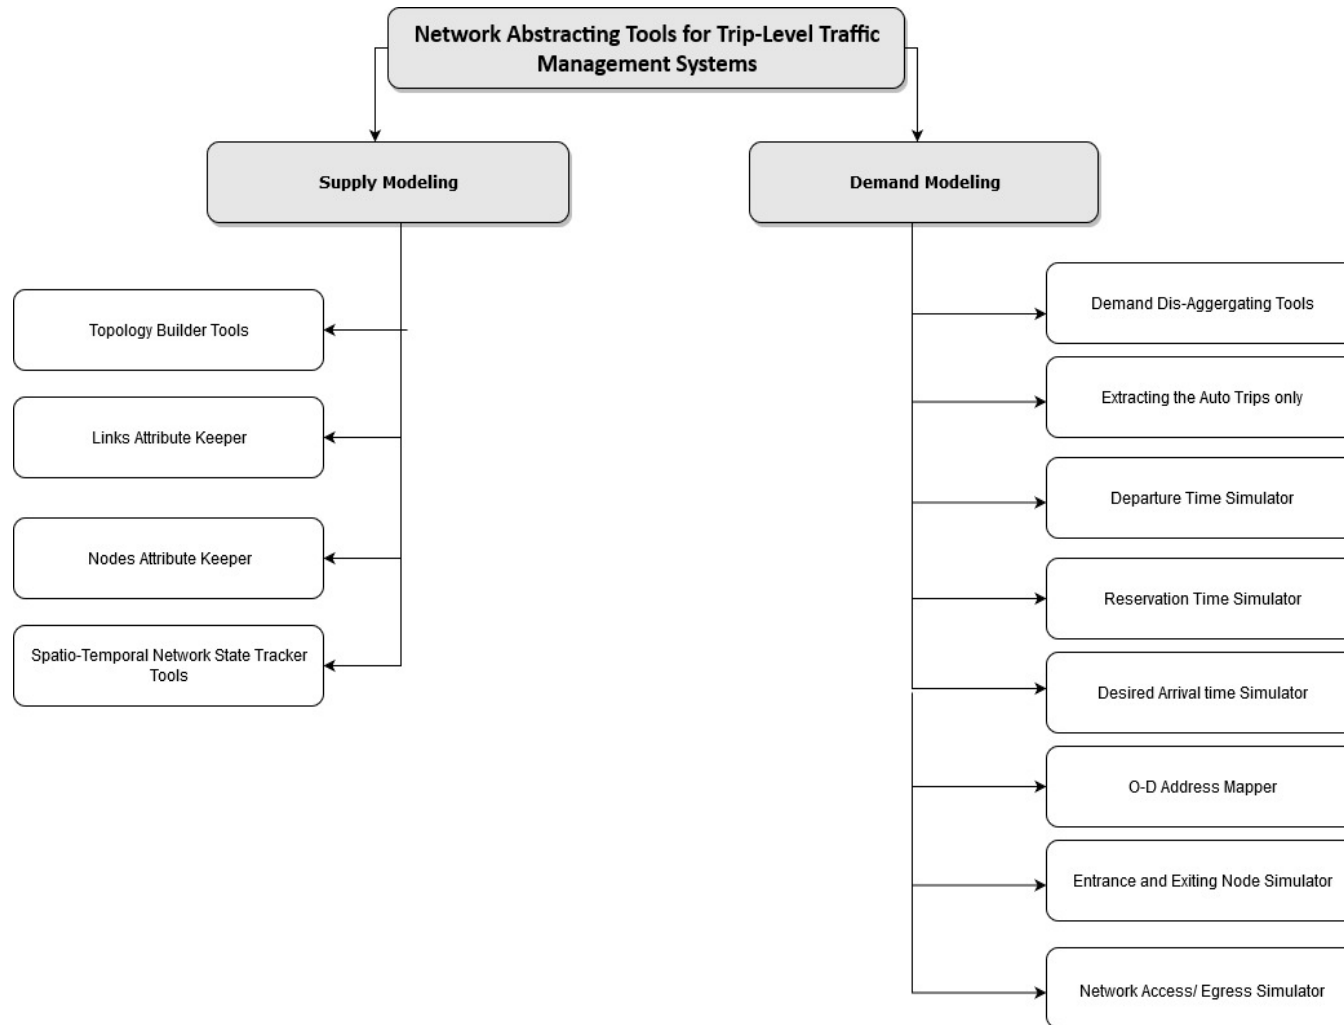 Network Abstracting Tools for Trip-Level Traffic
Management Systems
Supply Modeling
Demand Modeling
Topology Builder Tools
Links Attribute Keeper
Nodes Attribute Keeper
Spatio-Temporal Network State Tracker
Tools
Demand Dis-Aggergating Tools
Extracting the Auto Trips only
Departure Time Simulator
Reservation Time Simulator
Desired Arrival time Simulator
O-D Address Mapper
Entrance and Exiting Node Simulator
Network Access/ Egress Simulator